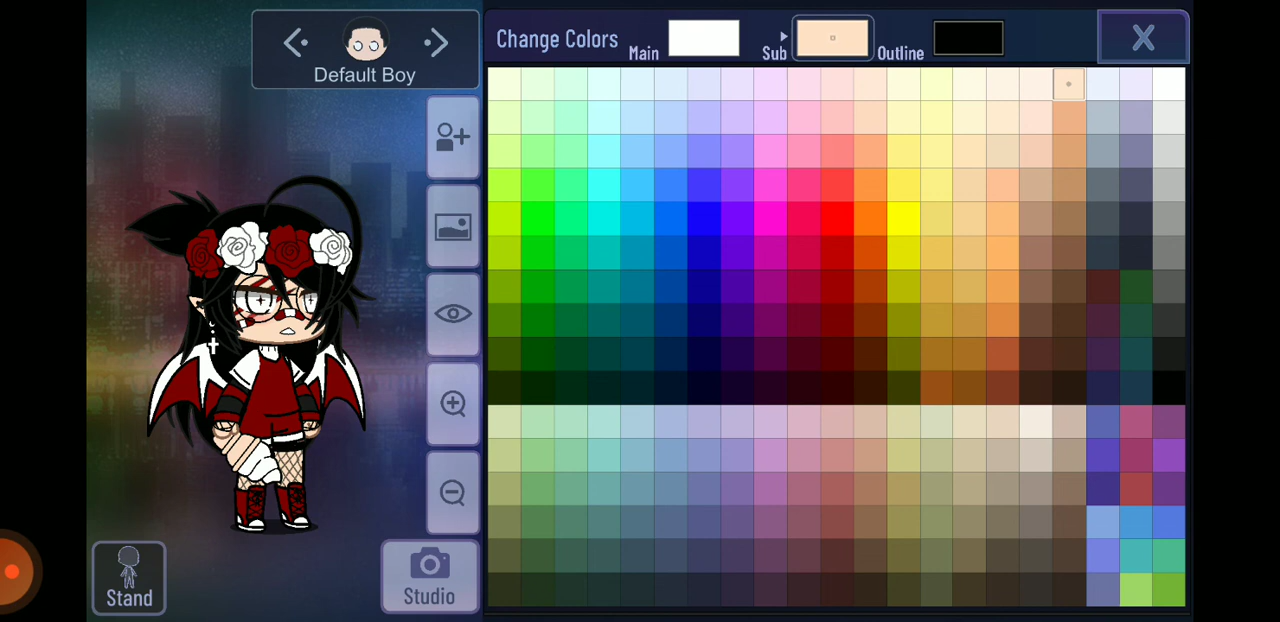 Default Boy
Change Colors
Main
Sub
Outline
X
Stand
Studio